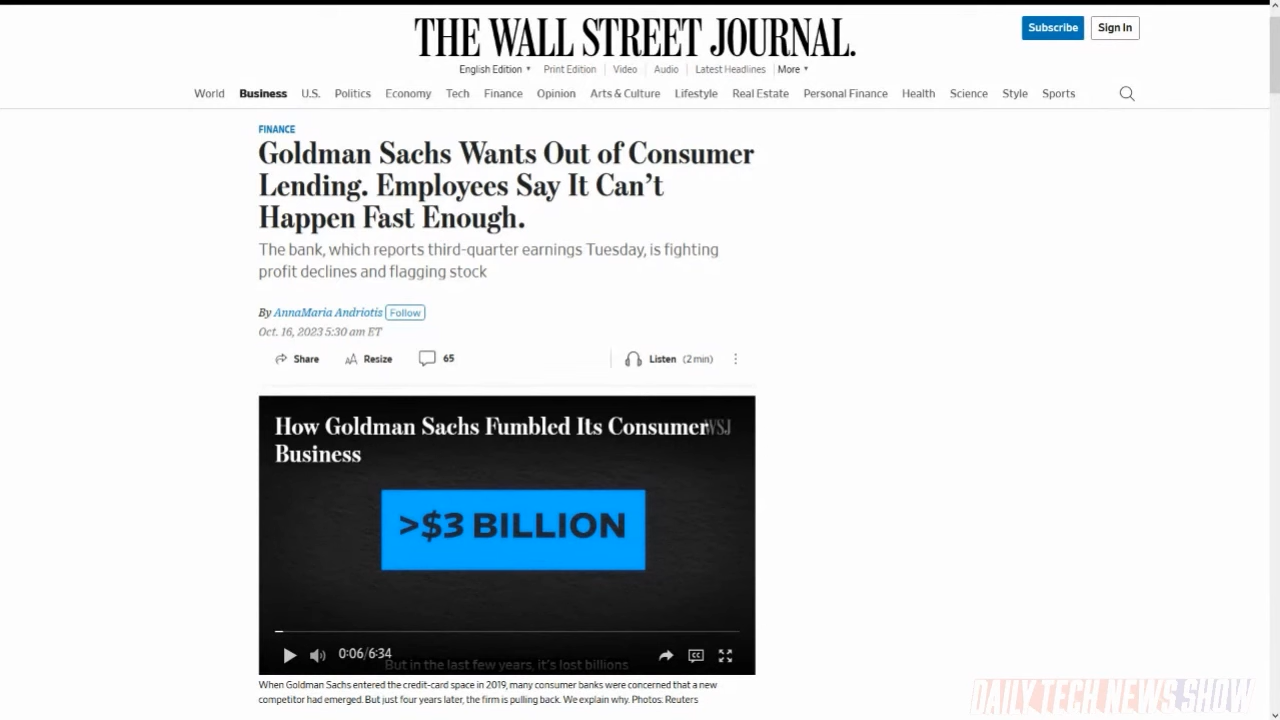 THE WALL STREET JOURNAL.
Subscribe
Sign In
English Edition
Print Edition
Video
Audio
Latest Headlines
More
World
Business
U.S.
Politics
Economy
Tech
Finance
Opinion
Arts & Culture
Lifestyle
Real Estate
Personal Finance
Health
Science
Style
Sports
FINANCE
Goldman Sachs Wants Out of Consumer
Lending. Employees Say It Can't
Happen Fast Enough.
The bank, which reports third-quarter earnings Tuesday, is fighting
profit declines and flagging stock
By AnnaMaria Andriotis Follow
Oct. 16, 2023 5:30 am ET
Share
AA Resize
65
Listen (2 min)
How Goldman Sachs Fumbled Its Consumer
Business
WSJ
>$3 BILLION
0:06/6:34
CC
But in the last few years, it's lost billions
When Goldman Sachs entered the credit-card space in 2019, many consumer banks were concerned that a new
competitor had emerged. But just four years later, the firm is pulling back. We explain why. Photos: Reuters
DAILY TECH NEWS SHOW